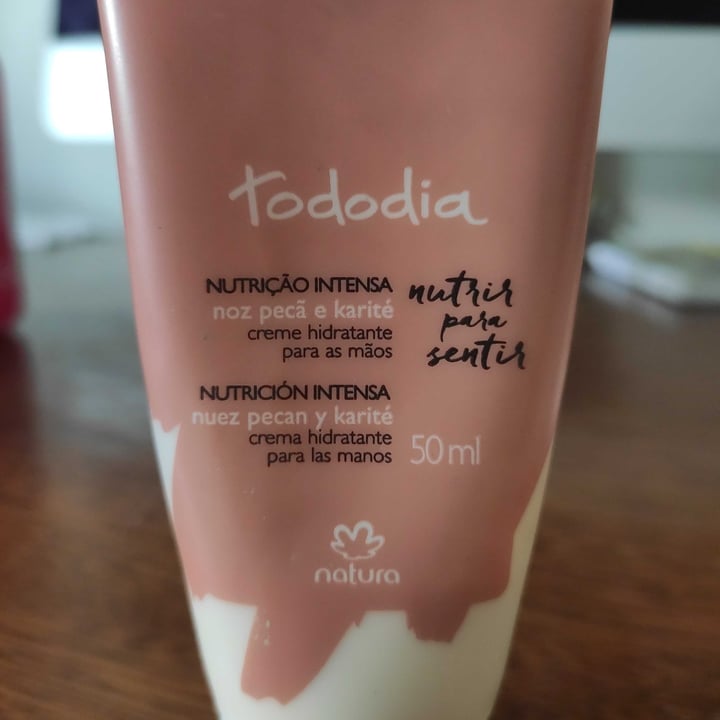 tododia
NUTRIÇÃO INTENSA
noz pecã e karité
creme hidratante
para as mãos
nutrir
para
sentir
NUTRICIÓN INTENSA
nuez pecan y karité
crema hidratante
para las manos
50 ml
natura